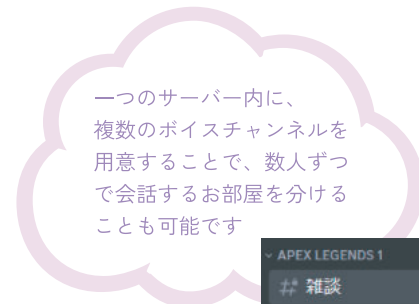 一つのサーバー内に、
複数のボイスチャンネルを
用意することで、数人ずつ
で会話するお部屋を分ける
ことも可能です
APEX LEGENDS 1
# 雑談